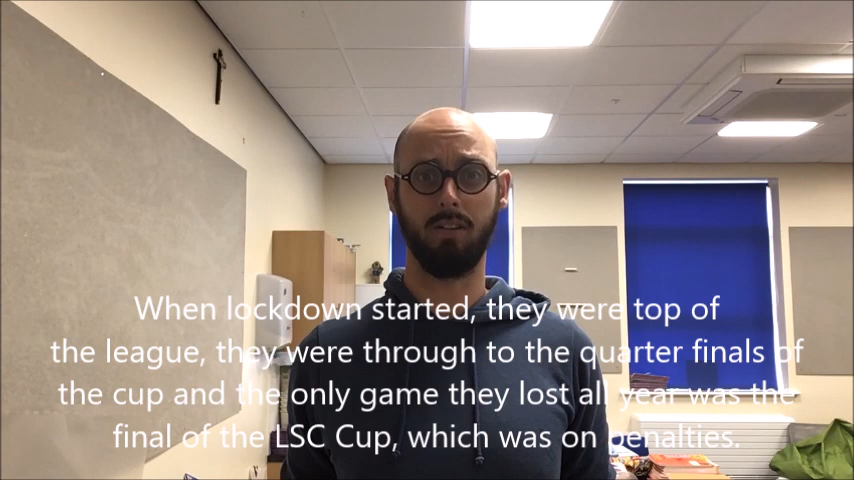 When lockdown started, they were top of
the league, they were through to the quarter finals of
the cup and the only game they lost all year was the
final of the LSC Cup, which was on penalties.